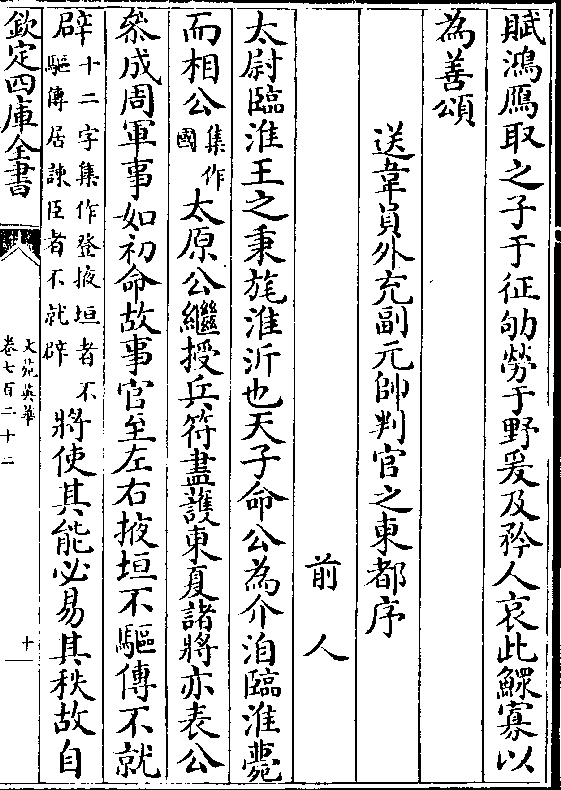 賦鴻鴈取之子于征劬勞于野爰及矜人哀此鰥寡以
為善頌
送韋員外充副元帥判官之東都序
前人
太尉臨淮王之秉旄淮沂也天子命公為介洎臨淮薨
而相公集作國太原公繼授兵符盡護東夏諸將亦表公
叅成周軍事如初命故事官至左右掖垣不驅傳不就
辟十二字集作登掖垣者不驅傳居諫臣者不就辟將使其能必易其秩故自
欽定四庫全書
文苑英華
卷七百二十二
十